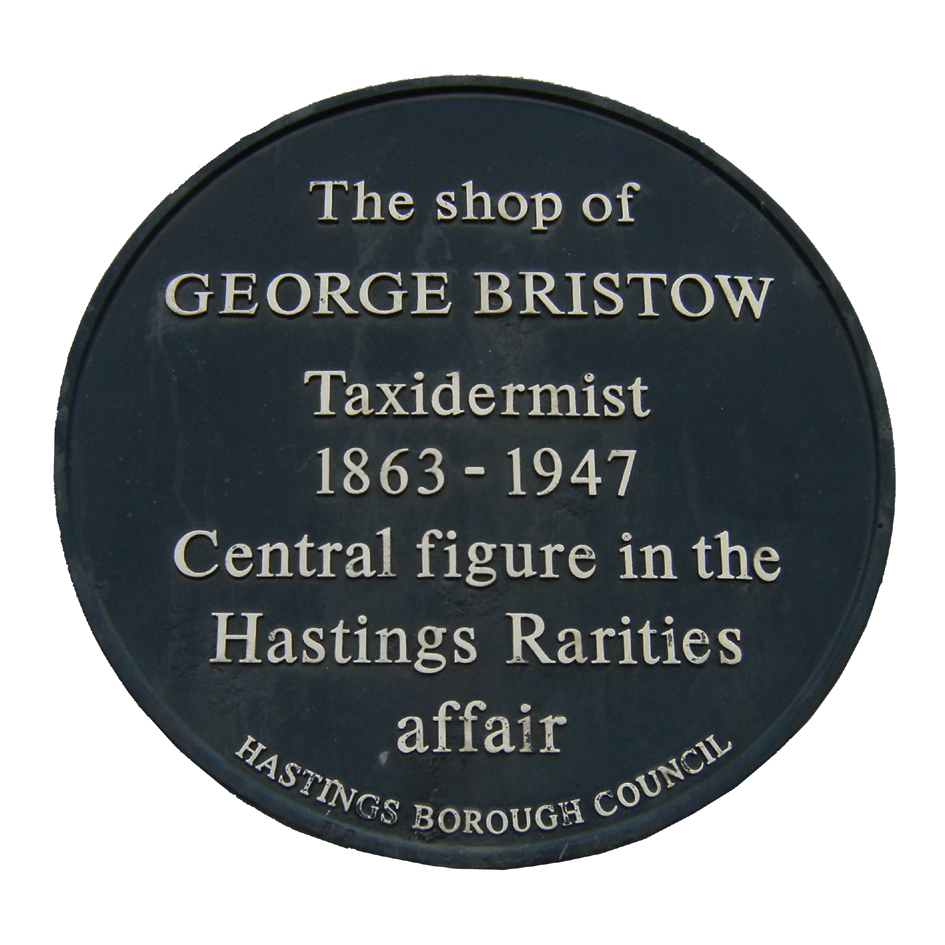 The shop of
GEORGE BRISTOW
Taxidermist
1863 - 1947
Central figure in the
Hastings Rarities
affair
HASTINGS BOROUGH COUNCIL